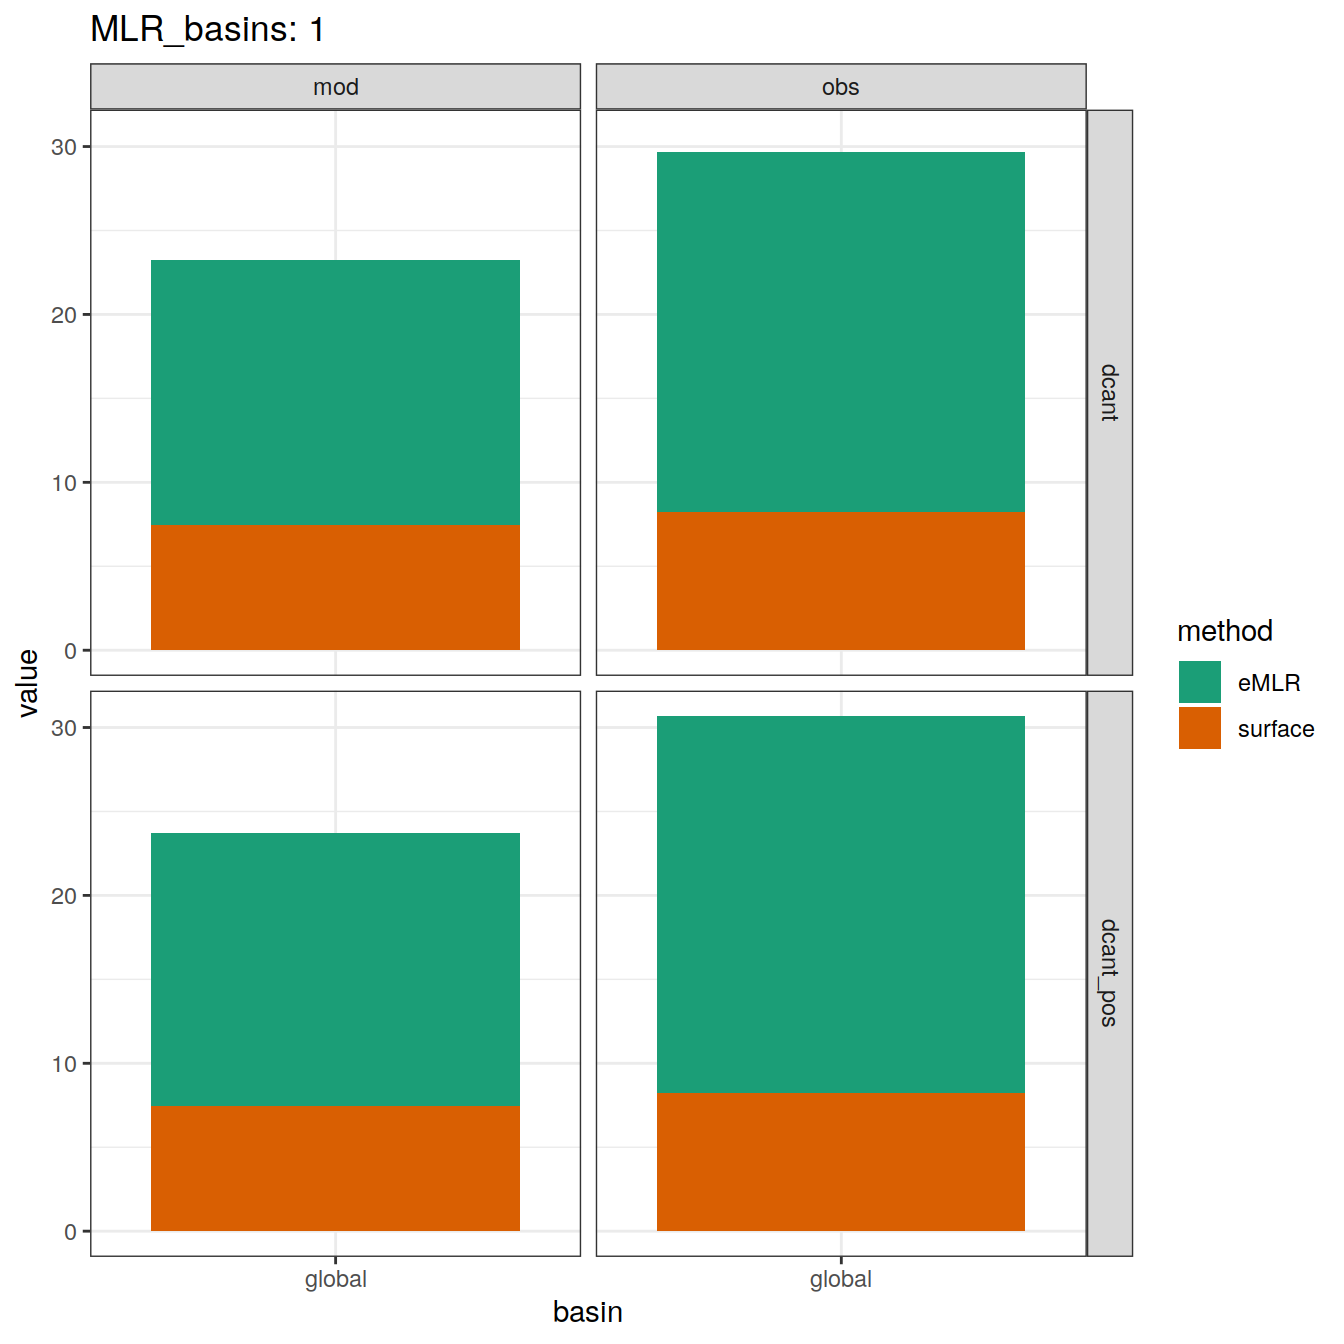 MLR_basins: 1
mod
obs
30
20
10
0
dcant
30
20
10
0
dcant_pos
value
global
global
basin
method
eMLR
surface